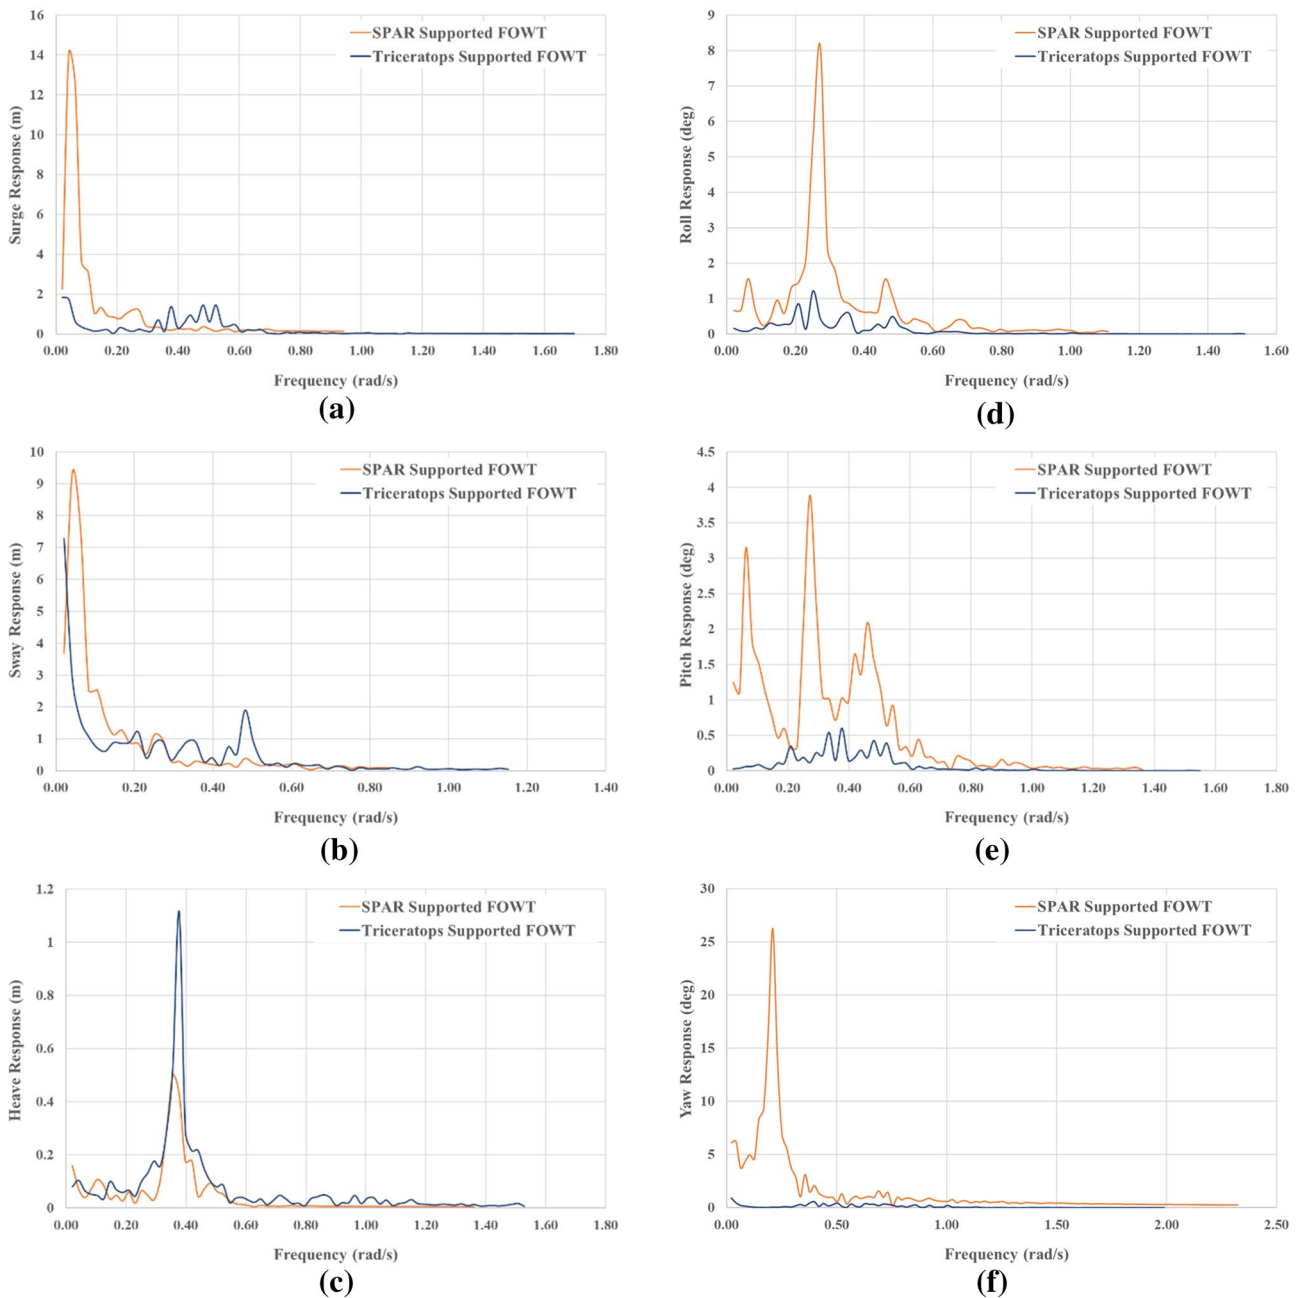 16
14
12
10
8
6
4
2
0
Surge Response (m)
SPAR Supported FOWT
Triceratops Supported FOWT
0.00 0.20 0.40 0.60 0.80 1.00 1.20 1.40 1.60 1.80
Frequency (rad/s)
(a)
9
8
7
6
5
4
3
2
1
0
Roll Response (deg)
SPAR Supported FOWT
Triceratops Supported FOWT
0.00 0.20 0.40 0.60 0.80 1.00 1.20 1.40 1.60
Frequency (rad/s)
(d)
10
9
8
7
6
5
4
3
2
1
0
Sway Response (m)
SPAR Supported FOWT
Triceratops Supported FOWT
0.00 0.20 0.40 0.60 0.80 1.00 1.20 1.40
Frequency (rad/s)
(b)
4.5
4
3.5
3
2.5
2
1.5
1
0.5
0
Pitch Response (deg)
SPAR Supported FOWT
Triceratops Supported FOWT
0.00 0.20 0.40 0.60 0.80 1.00 1.20 1.40 1.60 1.80
Frequency (rad/s)
(e)
1.2
1
0.8
0.6
0.4
0.2
0
Heave Response (m)
SPAR Supported FOWT
Triceratops Supported FOWT
0.00 0.20 0.40 0.60 0.80 1.00 1.20 1.40 1.60 1.80
Frequency (rad/s)
(c)
30
25
20
15
10
5
0
Yaw Response (deg)
SPAR Supported FOWT
Triceratops Supported FOWT
0.00 0.50 1.00 1.50 2.00 2.50
Frequency (rad/s)
(f)